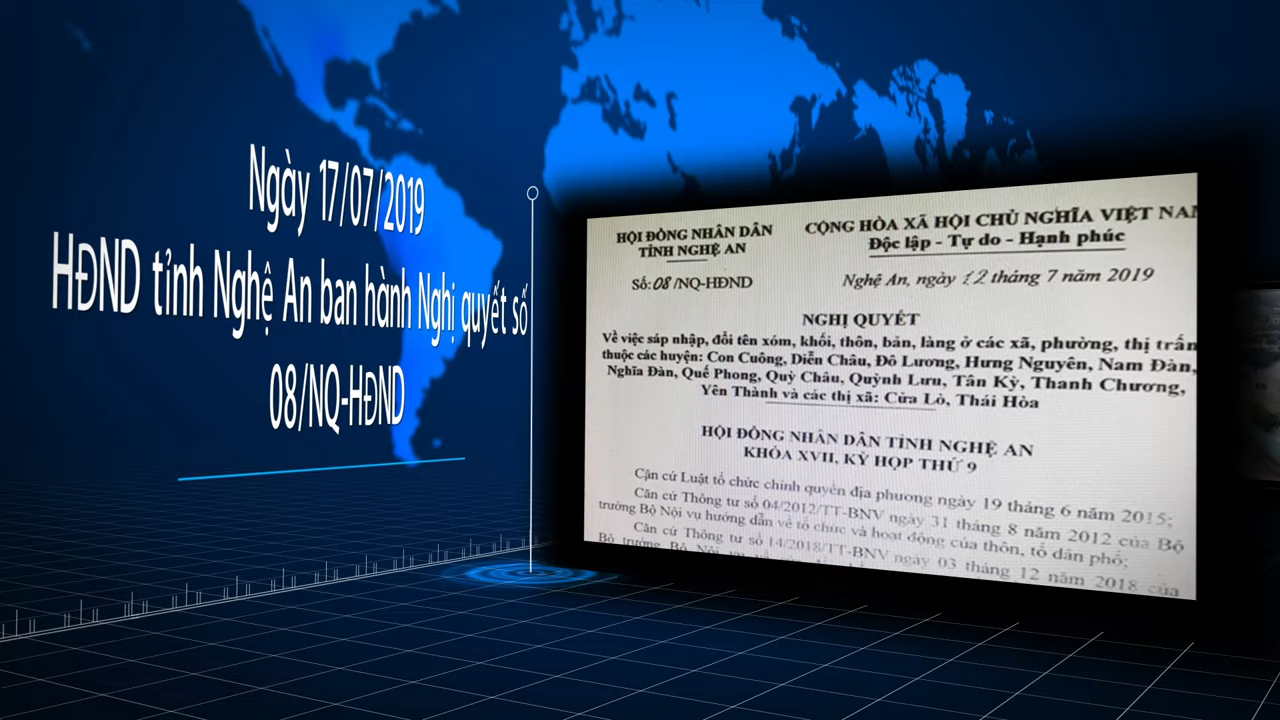 Ngày 17/07/2019
HĐND tỉnh Nghệ An ban hành Nghị quyết số
08/NQ-HĐND
HỘI ĐỒNG NHÂN DÂN
TỈNH NGHỆ AN
Số: 08 /NQ-HĐND
CỘNG HÒA XÃ HỘI CHỦ NGHĨA VIỆT NAM
Độc lập - Tự do - Hạnh phúc
Nghệ An, ngày 12 tháng 7 năm 2019
NGHỊ QUYẾT
Về việc sáp nhập, đổi tên xóm, khối, thôn, bản, làng ở các xã, phường, thị trấn
thuộc các huyện: Con Cuông, Diễn Châu, Đô Lương, Hưng Nguyên, Nam Đàn,
Nghĩa Đàn, Quế Phong, Quỳ Châu, Quỳnh Lưu, Tân Kỳ, Thanh Chương,
Yên Thành và các thị xã: Cửa Lò, Thái Hòa
HỘI ĐỒNG NHÂN DÂN TỈNH NGHỆ AN
KHÓA XVII, KỲ HỌP THỨ 9
Căn cứ Luật tổ chức chính quyền địa phương ngày 19 tháng 6 năm 2015;
Căn cứ Thông tư số 04/2012/TT-BNV ngày 31 tháng 8 năm 2012 của Bộ
trưởng Bộ Nội vụ hướng dẫn về tổ chức và hoạt động của thôn, tổ dân phố;
Căn cứ Thông tư số 14/2018/TT-BNV ngày 03 tháng 12 năm 2018 của
Bộ trưởng Bộ Nội vụ